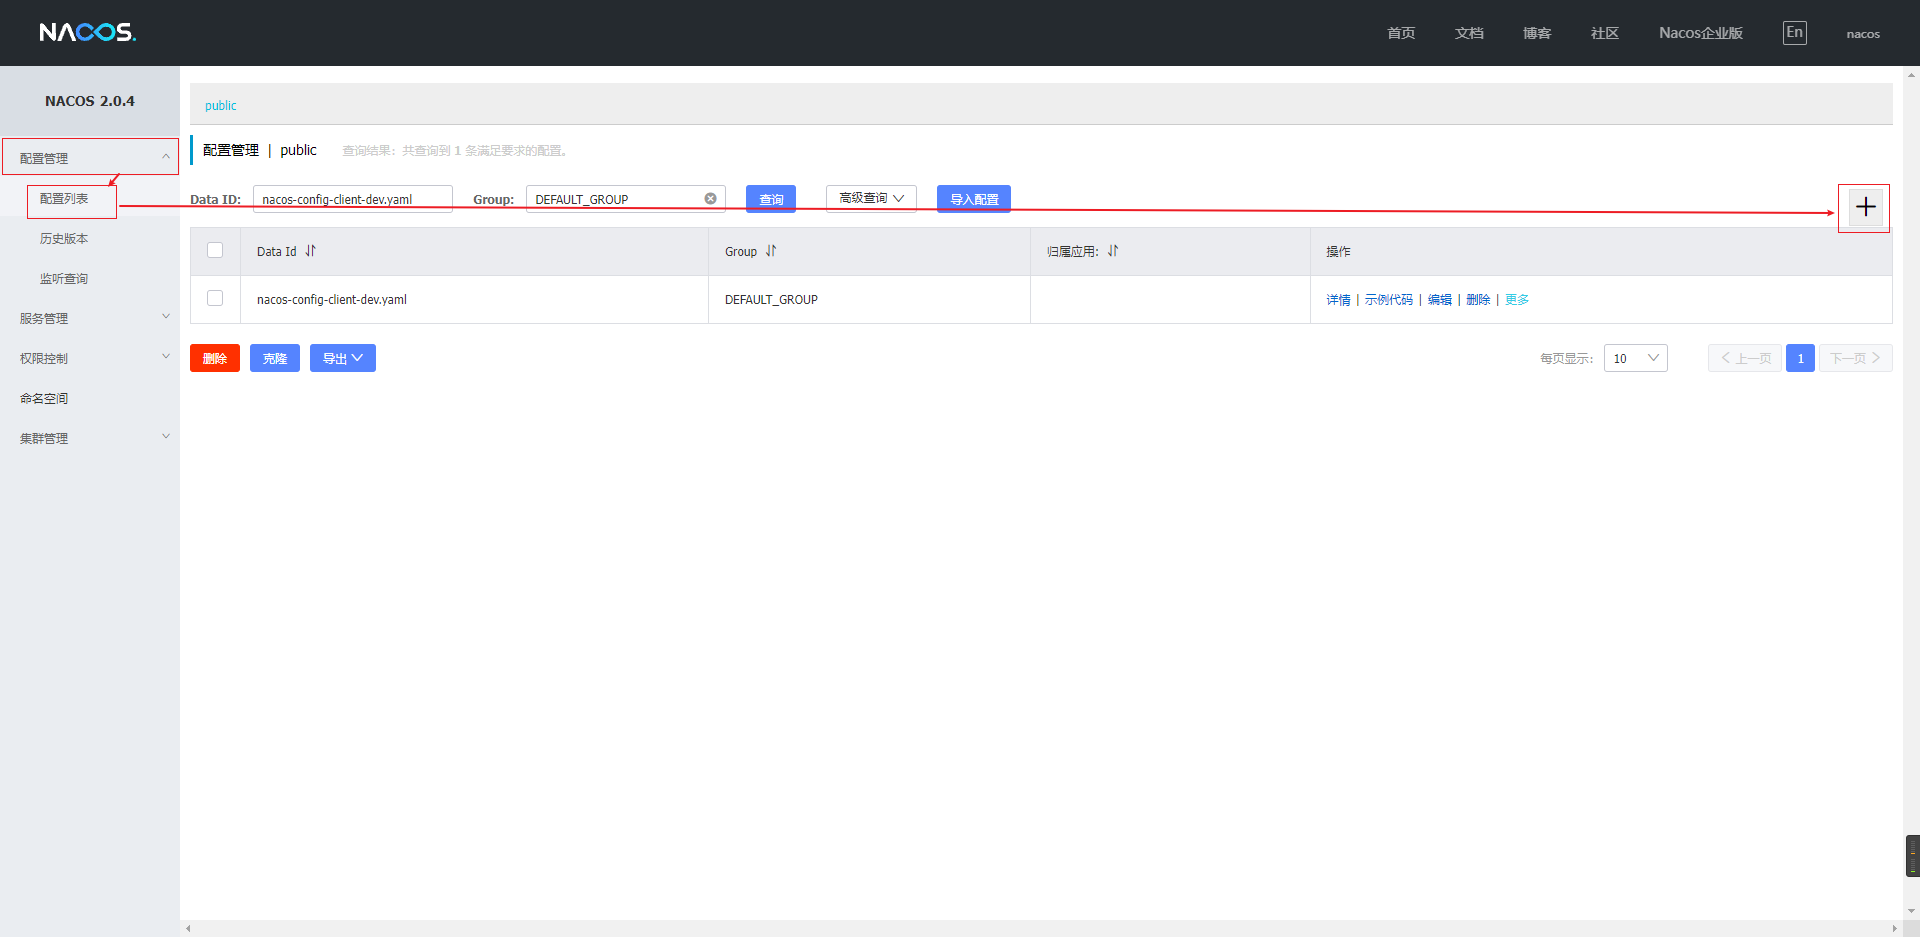 NACOS.
首页 文档 博客 社区 Nacos企业版 En nacos
NACOS 2.0.4
配置管理
配置列表
历史版本
监听查询
服务管理
权限控制
命名空间
集群管理
public
配置管理 | public 查询结果：共查询到 1 条满足要求的配置。
Data ID: nacos-config-client-dev.yaml Group: DEFAULT_GROUP 查询 高级查询 导入配置
Data Id Group 归属应用: 操作
nacos-config-client-dev.yaml DEFAULT_GROUP 详情 | 示例代码 | 编辑 | 删除 | 更多
删除 克隆 导出 每页显示: 10 上一页 1 下一页